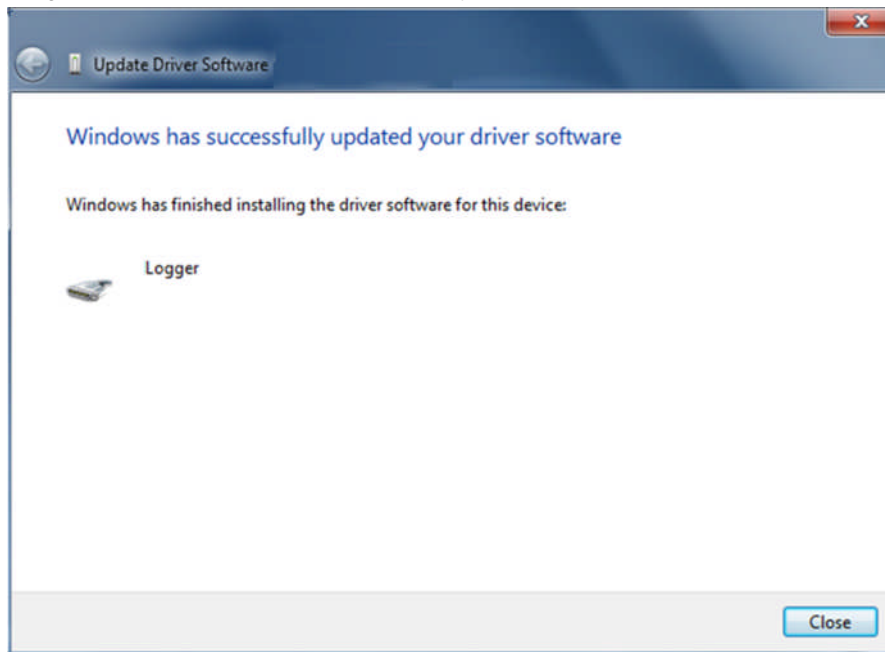 Update Driver Software
Windows has successfully updated your driver software
Windows has finished installing the driver software for this device:
Logger
Close